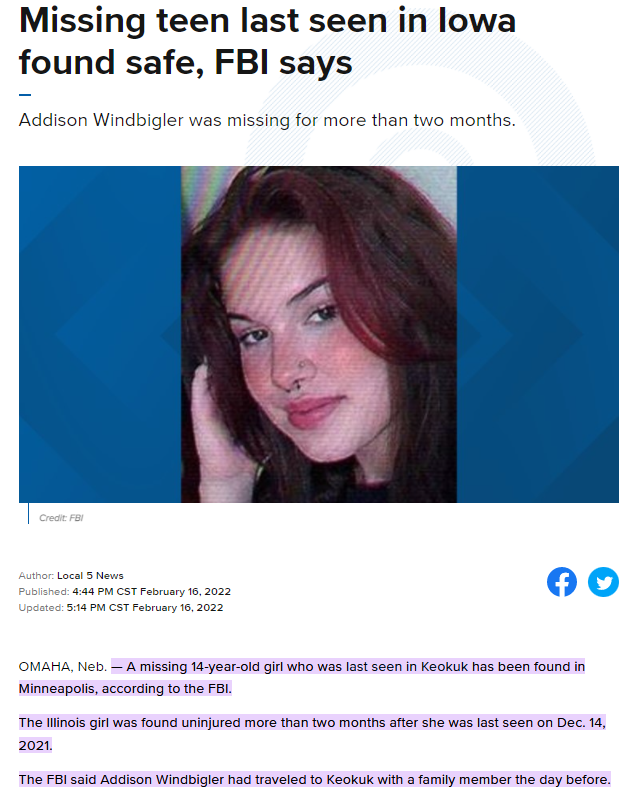 Missing teen last seen in Iowa
found safe, FBI says
Addison Windbigler was missing for more than two months.
Credit: FBI
Author: Local 5 News
Published: 4:44 PM CST February 16, 2022
Updated: 5:14 PM CST February 16, 2022
OMAHA, Neb. — A missing 14-year-old girl who was last seen in Keokuk has been found in
Minneapolis, according to the FBI.
The Illinois girl was found uninjured more than two months after she was last seen on Dec. 14,
2021.
The FBI said Addison Windbigler had traveled to Keokuk with a family member the day before.